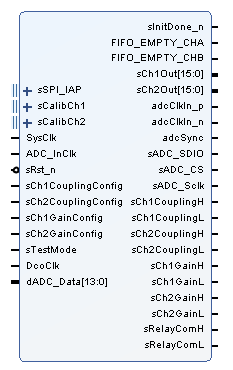 sInitDone_n
FIFO_EMPTY_CHA
FIFO_EMPTY_CHB
sCh1Out[15:0]
sSPI_IAP sCh2Out[15:0]
sCalibCh1 adcClkIn_p
sCalibCh2 adcClkIn_n
SysClk adcSync
ADC_InClk sADC_SDIO
sRst_n sADC_CS
sCh1CouplingConfig sADC_Sclk
sCh2CouplingConfig sCh1CouplingH
sCh1GainConfig sCh1CouplingL
sCh2GainConfig sCh2CouplingH
sTestMode sCh2CouplingL
DcoClk sCh1GainH
dADC_Data[13:0] sCh1GainL
sCh2GainH
sCh2GainL
sRelayComH
sRelayComL